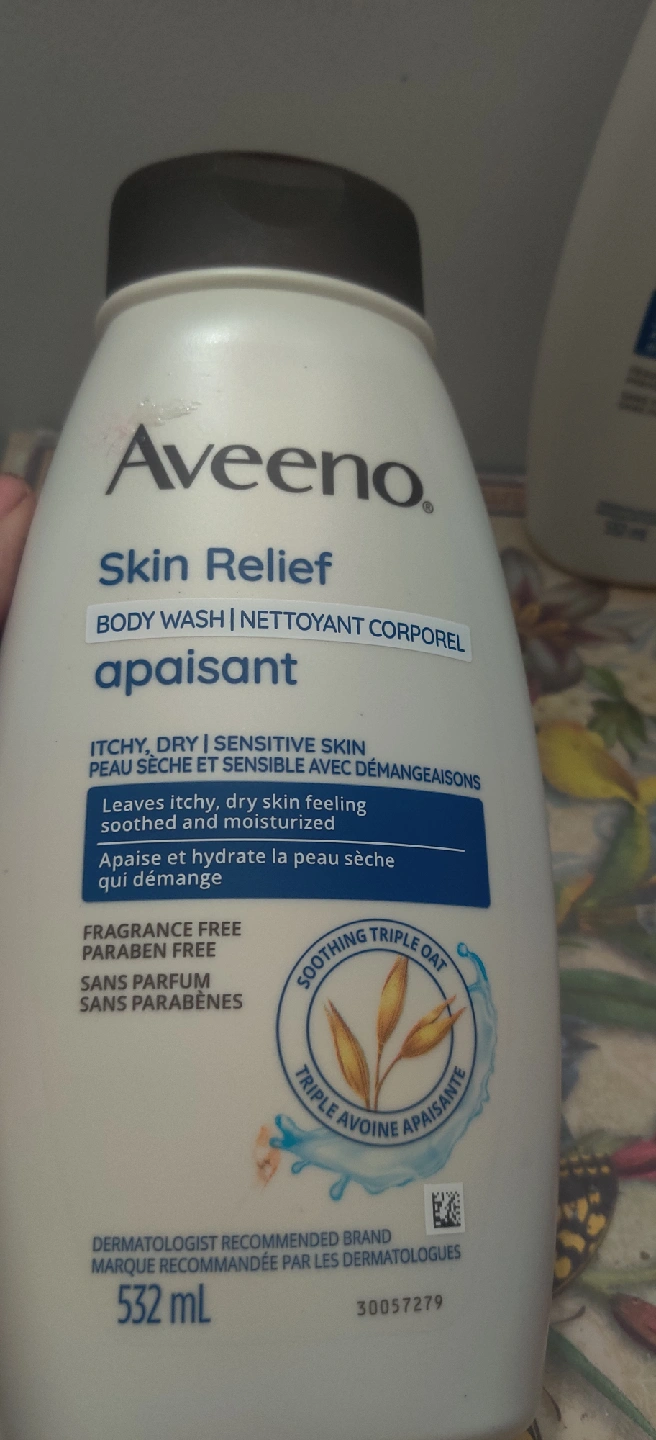 Aveeno®
Skin Relief
BODY WASH | NETTOYANT CORPOREL
apaisant
ITCHY, DRY | SENSITIVE SKIN
PEAU SÈCHE ET SENSIBLE AVEC DÉMANGEAISONS
Leaves itchy, dry skin feeling
soothed and moisturized
Apaise et hydrate la peau sèche
qui démange
FRAGRANCE FREE
PARABEN FREE
SANS PARFUM
SANS PARABÈNES
SOOTHING TRIPLE OAT
TRIPLE AVOINE APAISANTE
DERMATOLOGIST RECOMMENDED BRAND
MARQUE RECOMMANDÉE PAR LES DERMATOLOGUES
532 mL
30057279